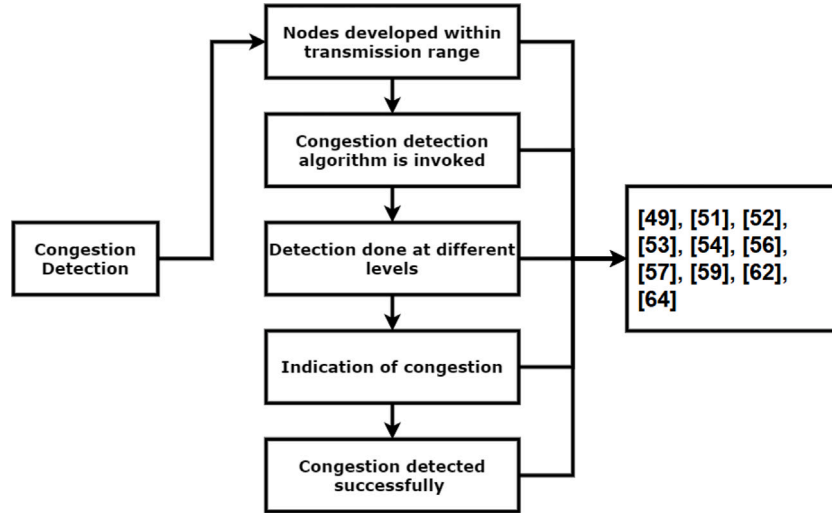 Nodes developed within
transmission range
Congestion detection
algorithm is invoked
Congestion
Detection
Detection done at different
levels
[49], [51], [52],
[53], [54], [56],
[57], [59], [62],
[64]
Indication of congestion
Congestion detected
successfully